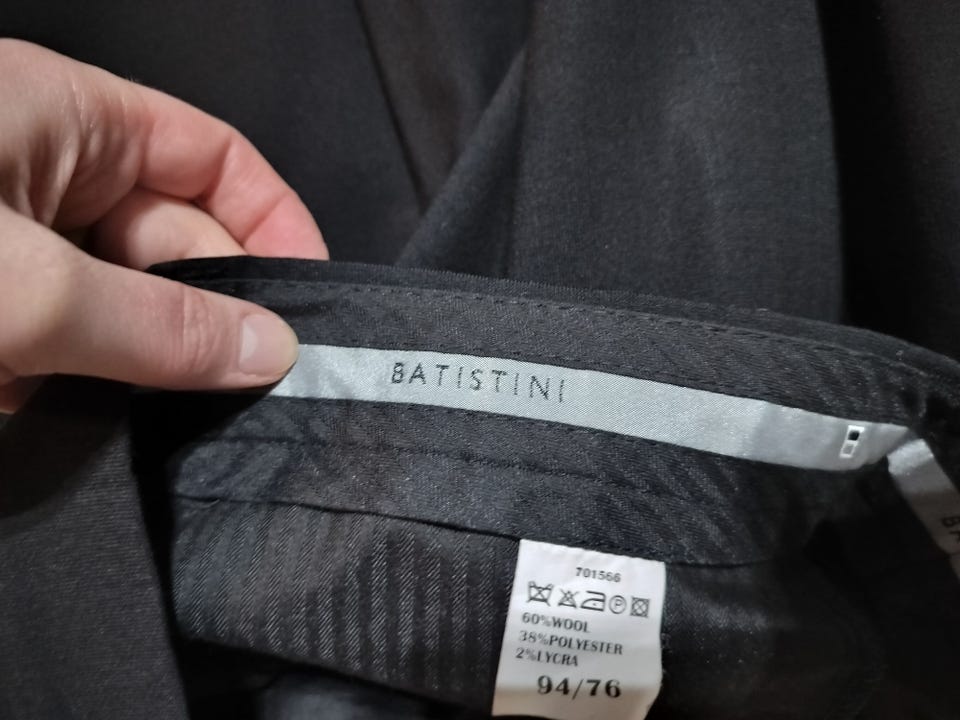 BATISTINI
701566
60%WOOL
38%POLYESTER
2%LYCRA
94/76